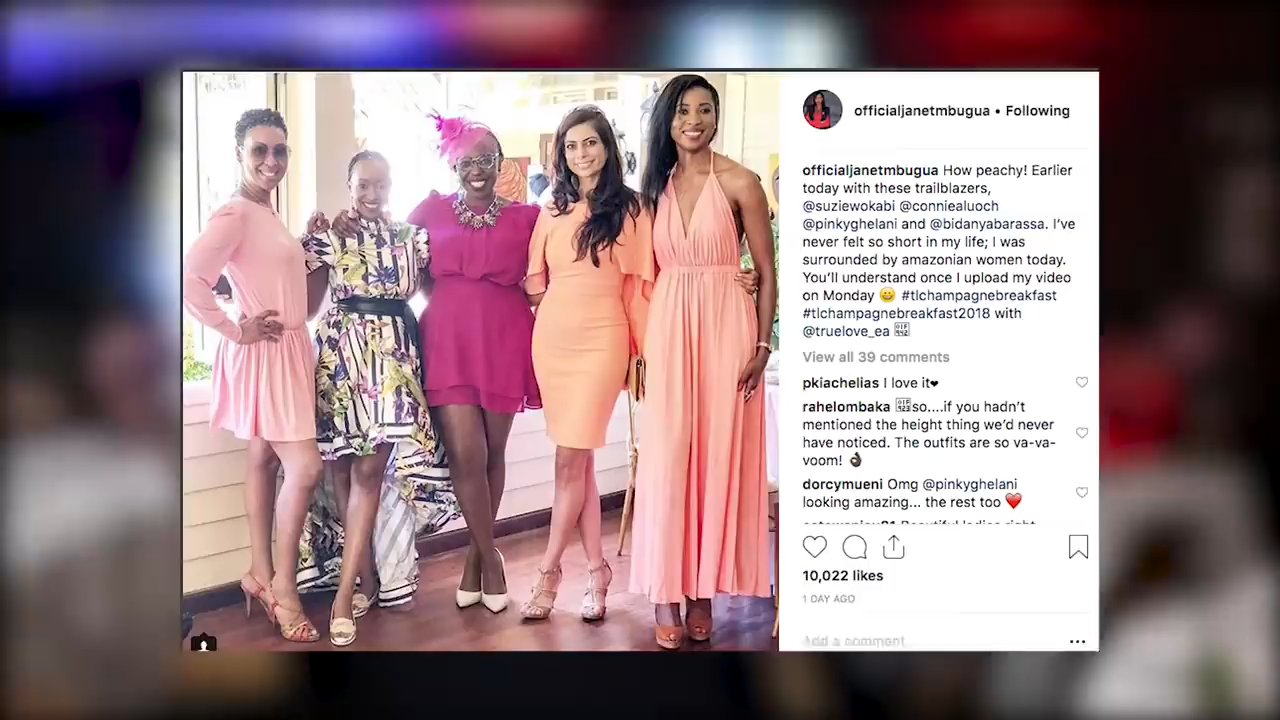 officialjanetmbugua • Following
officialjanetmbugua How peachy! Earlier
today with these trailblazers,
@suziewokabi @conniealuoch
@pinkyghelani and @bidanyabarassa. I've
never felt so short in my life; I was
surrounded by amazonian women today.
You'll understand once I upload my video
on Monday 😄 #tlchampagnebreakfast
#tlchampagnebreakfast2018 with
@truelove_ea
View all 39 comments
pkiachelias I love it❤
rahelombaka so....if you hadn't
mentioned the height thing we'd never
have noticed. The outfits are so va-va-
voom! 👌🏿
dorcymueni Omg @pinkyghelani
looking amazing... the rest too ❤️
10,022 likes
1 DAY AGO
Add a comment